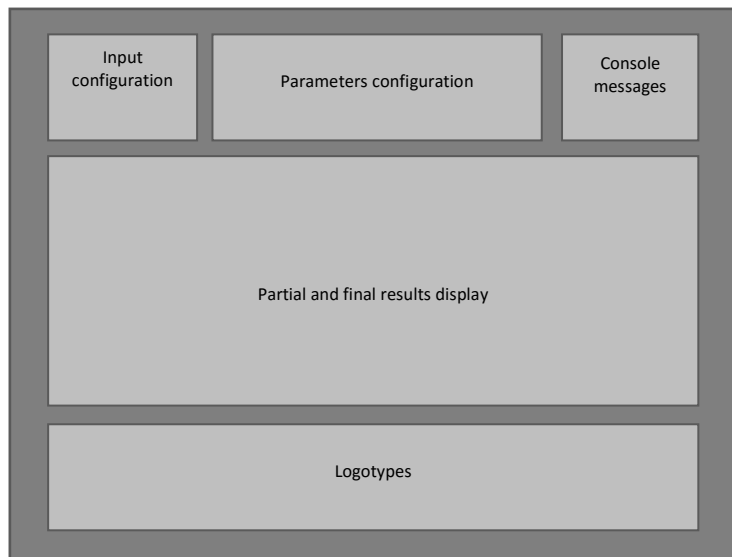 Input
configuration
Parameters configuration
Console
messages
Partial and final results display
Logotypes